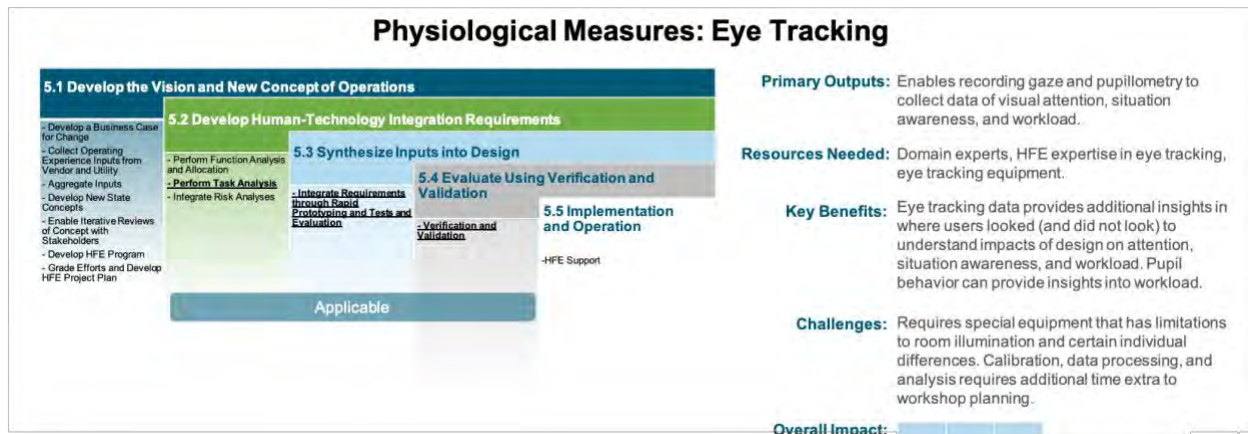 Physiological Measures: Eye Tracking
5.1 Develop the Vision and New Concept of Operations
- Develop a Business Case
for Change
- Collect Operating
Experience Inputs from
Vendor and Utility
- Aggregate Inputs
- Develop New State
Concepts
- Enable Iterative Reviews
of Concept with
Stakeholders
- Develop HFE Program
- Grade Efforts and Develop
HFE Project Plan
5.2 Develop Human-Technology Integration Requirements
- Perform Function Analysis
and Allocation
- Perform Task Analysis
- Integrate Risk Analyses
5.3 Synthesize Inputs into Design
- Integrate Requirements
through Rapid
Prototyping and Tests and
Evaluation
5.4 Evaluate Using Verification and
Validation
- Verification and
Validation
5.5 Implementation
and Operation
-HFE Support
Applicable
Primary Outputs: Enables recording gaze and pupillometry to
collect data of visual attention, situation
awareness, and workload.
Resources Needed: Domain experts, HFE expertise in eye tracking,
eye tracking equipment.
Key Benefits: Eye tracking data provides additional insights in
where users looked (and did not look) to
understand impacts of design on attention,
situation awareness, and workload. Pupil
behavior can provide insights into workload.
Challenges: Requires special equipment that has limitations
to room illumination and certain individual
differences. Calibration, data processing, and
analysis requires additional time extra to
workshop planning.
Overall Impact: